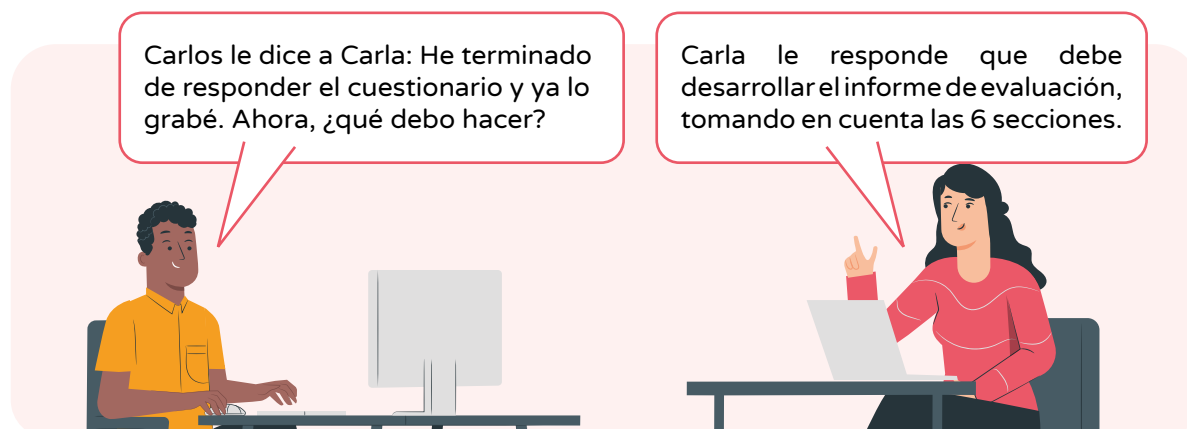 Carlos le dice a Carla: He terminado
de responder el cuestionario y ya lo
grabé. Ahora, ¿qué debo hacer?
Carla le responde que debe
desarrollar el informe de evaluación,
tomando en cuenta las 6 secciones.